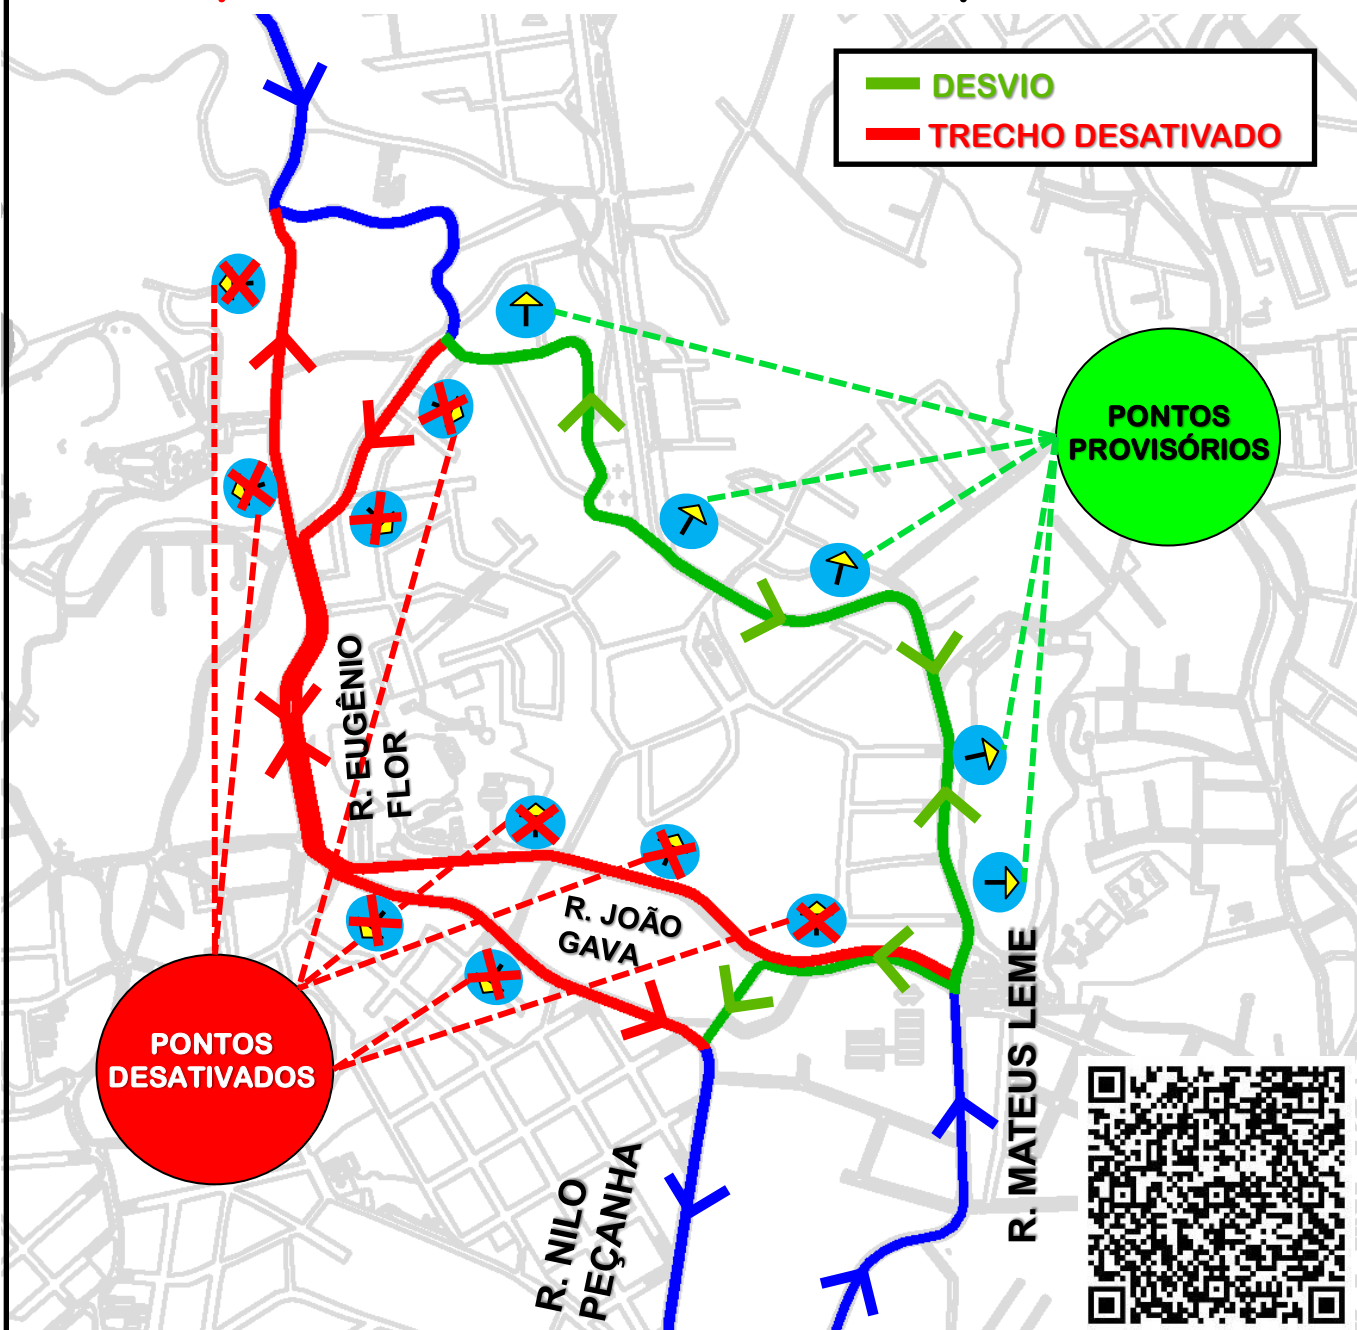 DESVIO
TRECHO DESATIVADO
PONTOS
PROVISÓRIOS
R. EUGÊNIO
FLOR
R. JOÃO
GAVA
R. MATEUS LEME
PONTOS
DESATIVADOS
R. NILO
PEÇANHA